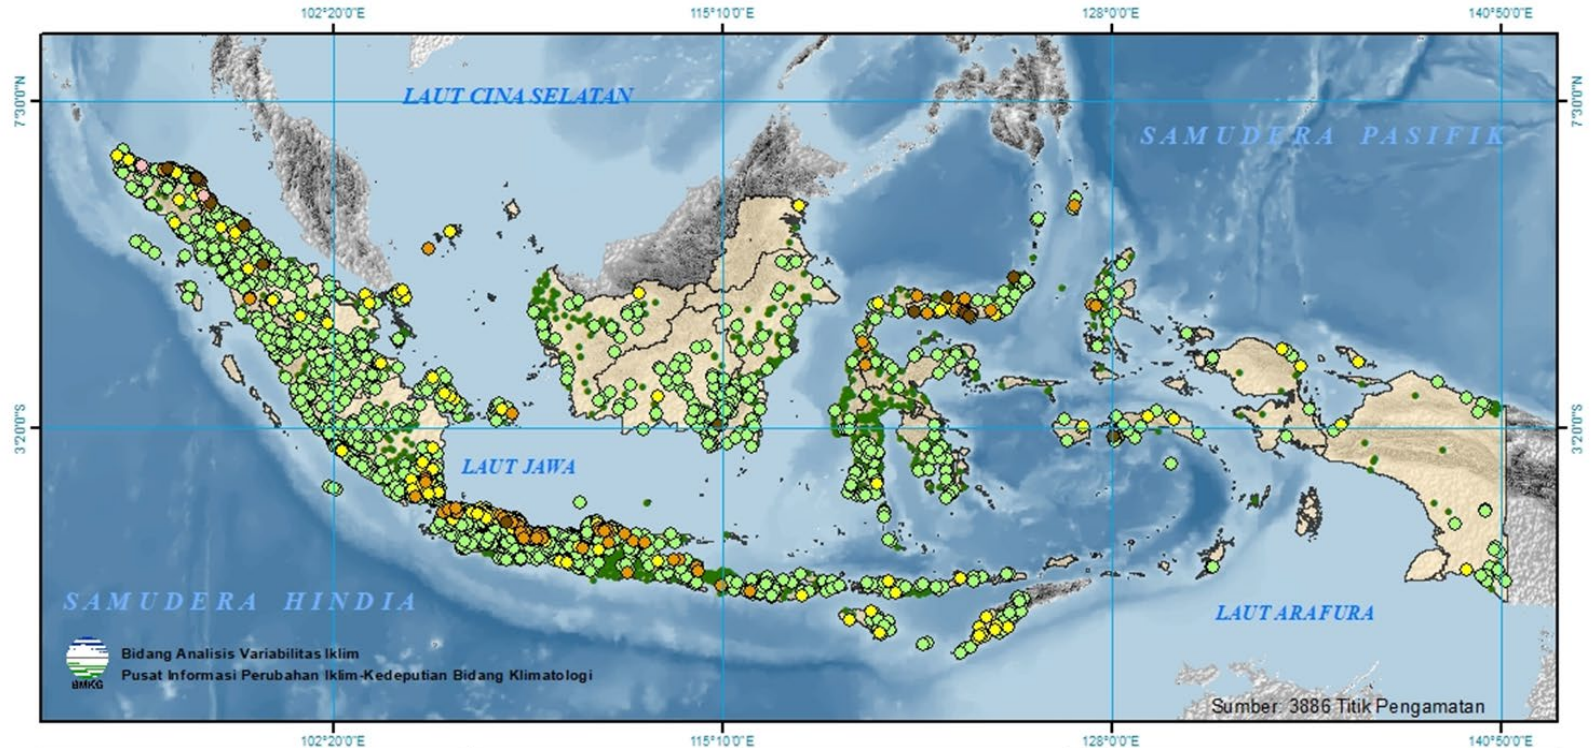 102°20'0"E 115°10'0"E 128°0'0"E 140°50'0"E
7°30'0"N 7°30'0"N
LAUT CINA SELATAN
SAMUDERA PASIFIK
3°20'0"S 3°20'0"S
LAUT JAWA
SAMUDERA HINDIA
LAUT ARAFURA
Bidang Analisis Variabilitas Iklim
Pusat Informasi Perubahan Iklim-Kedeputian Bidang Klimatologi
BMKG
Sumber: 3886 Titik Pengamatan
102°20'0"E 115°10'0"E 128°0'0"E 140°50'0"E